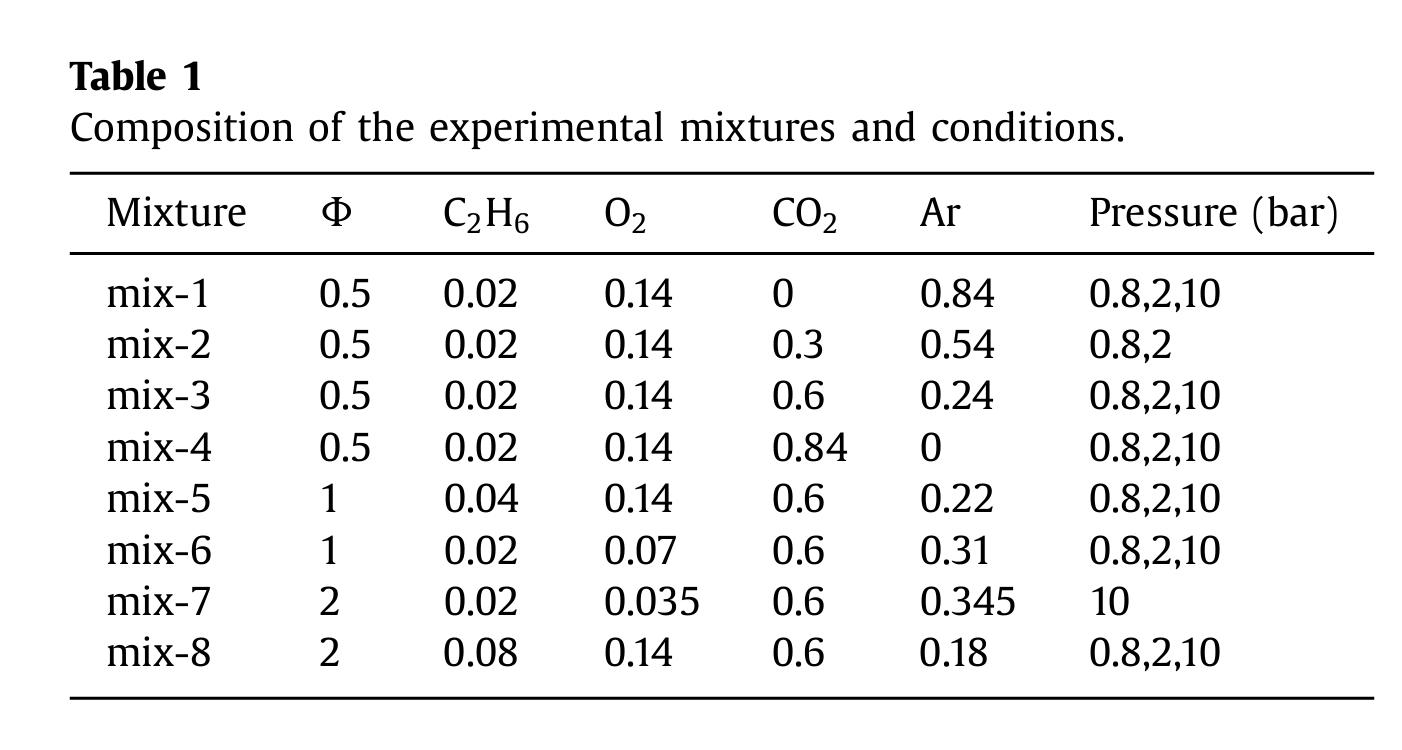 Table 1
Composition of the experimental mixtures and conditions.
Mixture Φ C₂H₆ O₂ CO₂ Ar Pressure (bar)
mix-1 0.5 0.02 0.14 0 0.84 0.8,2,10
mix-2 0.5 0.02 0.14 0.3 0.54 0.8,2
mix-3 0.5 0.02 0.14 0.6 0.24 0.8,2,10
mix-4 0.5 0.02 0.14 0.84 0 0.8,2,10
mix-5 1 0.04 0.14 0.6 0.22 0.8,2,10
mix-6 1 0.02 0.07 0.6 0.31 0.8,2,10
mix-7 2 0.02 0.035 0.6 0.345 10
mix-8 2 0.08 0.14 0.6 0.18 0.8,2,10